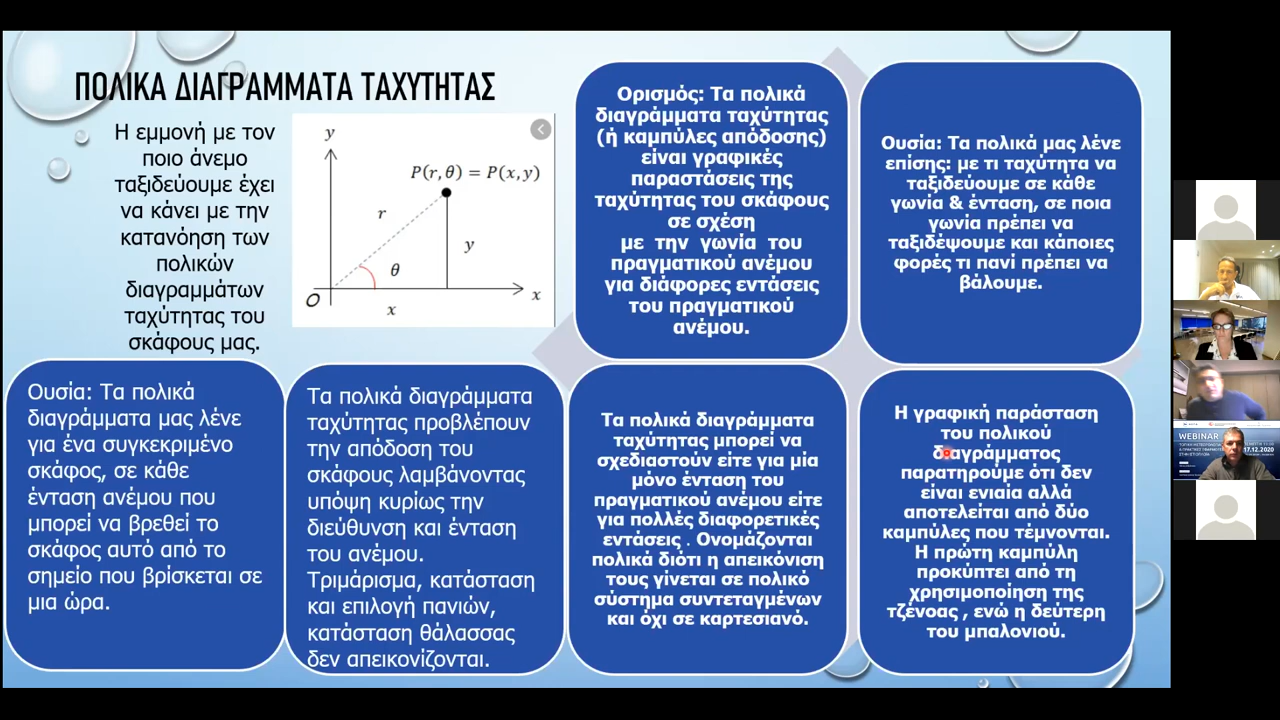 ΠΟΛΙΚΑ ΔΙΑΓΡΑΜΜΑΤΑ ΤΑΧΥΤΗΤΑΣ
Η εμμονή με τον
ποιο άνεμο
ταξιδεύουμε έχει
να κάνει με την
κατανόηση των
πολικών
διαγραμμάτων
ταχύτητας του
σκάφους μας.
y
P(r, θ) = P(x, y)
r
y
θ
O
x
x
Ορισμός: Τα πολικά
διαγράμματα ταχύτητας
(ή καμπύλες απόδοσης)
είναι γραφικές
παραστάσεις της
ταχύτητας του σκάφους
σε σχέση
με την γωνία του
πραγματικού ανέμου
για διάφορες εντάσεις
του πραγματικού
ανέμου.
Ουσία: Τα πολικά μας λένε
επίσης: με τι ταχύτητα να
ταξιδεύουμε σε κάθε
γωνία & ένταση, σε ποια
γωνία πρέπει να
ταξιδέψουμε και κάποιες
φορές τι πανί πρέπει να
βάλουμε.
Ουσία: Τα πολικά
διαγράμματα μας λένε
για ένα συγκεκριμένο
σκάφος, σε κάθε
ένταση ανέμου που
μπορεί να βρεθεί το
σκάφος αυτό από το
σημείο που βρίσκεται σε
μια ώρα.
Τα πολικά διαγράμματα
ταχύτητας προβλέπουν
την απόδοση του
σκάφους λαμβάνοντας
υπόψη κυρίως την
διεύθυνση και ένταση
του ανέμου.
Τριμάρισμα, κατάσταση
και επιλογή πανιών,
κατάσταση θάλασσας
δεν απεικονίζονται.
Τα πολικά διαγράμματα
ταχύτητας μπορεί να
σχεδιαστούν είτε για μία
μόνο ένταση του
πραγματικού ανέμου είτε
για πολλές διαφορετικές
εντάσεις . Ονομάζονται
πολικά διότι η απεικόνιση
τους γίνεται σε πολικό
σύστημα συντεταγμένων
και όχι σε καρτεσιανό.
Η γραφική παράσταση
του πολικού
διαγράμματος
παρατηρούμε ότι δεν
είναι ενιαία αλλά
αποτελείται από δύο
καμπύλες που τέμνονται.
Η πρώτη καμπύλη
προκύπτει από τη
χρησιμοποίηση της
τζένοας , ενώ η δεύτερη
του μπαλονιού.
WEBINAR
17.12.2020